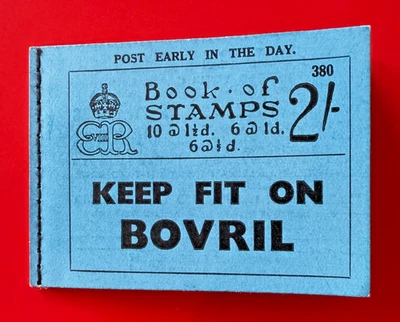 POST EARLY IN THE DAY.
380
Book · of
STAMPS
2/-
10 @ 1½d. 6 @ 1d.
6 @ ½d.
EVIIIR
KEEP FIT ON
BOVRIL